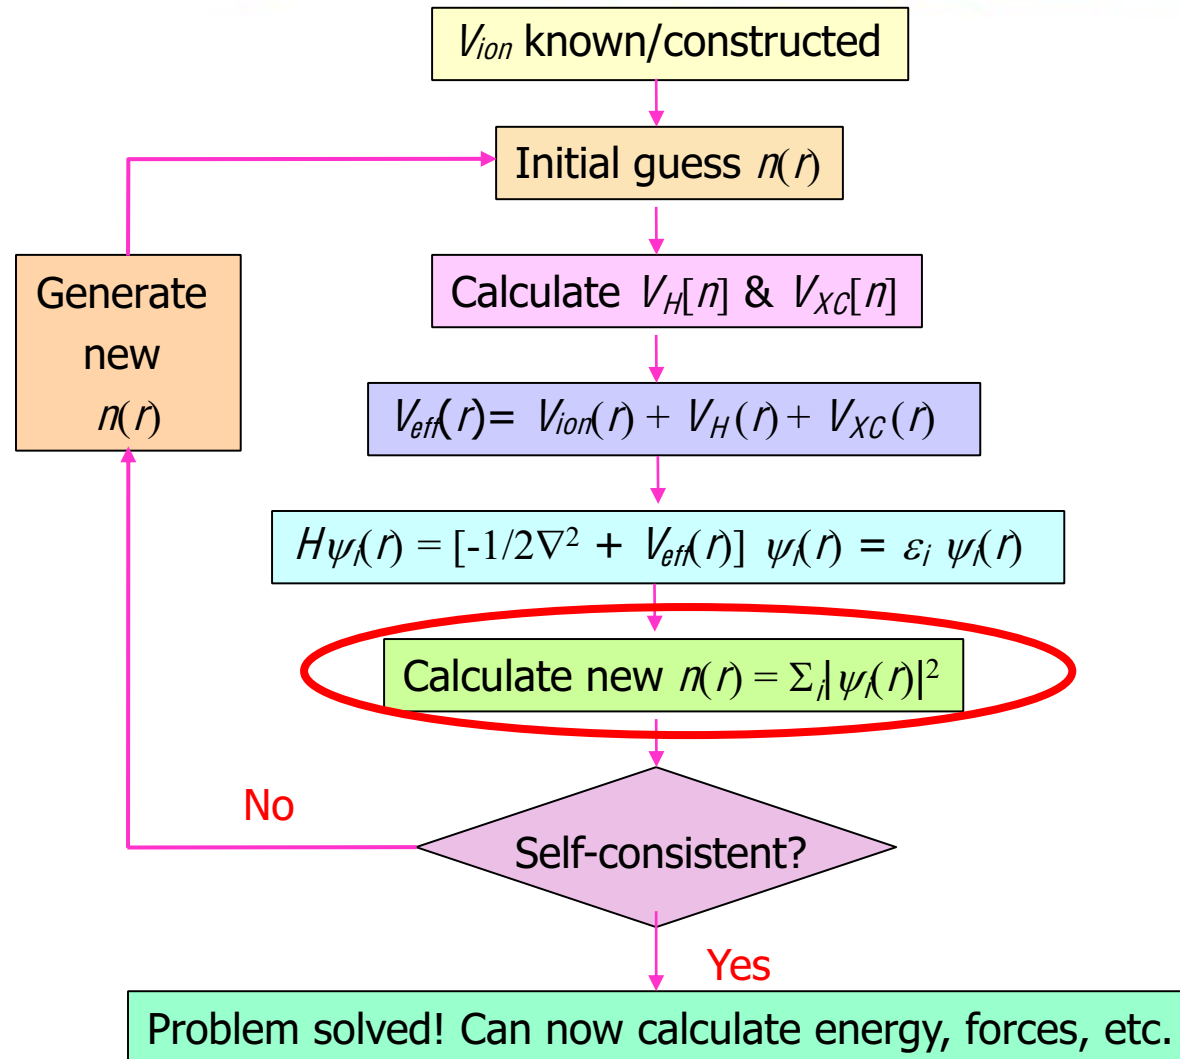 V_ion known/constructed
Initial guess n(r)
Generate
new
n(r)
Calculate V_H[n] & V_XC[n]
V_eff(r)= V_ion(r) + V_H(r) + V_XC(r)
Hψ_i(r) = [-1/2∇² + V_eff(r)] ψ_i(r) = ε_i ψ_i(r)
Calculate new n(r) = Σ_i|ψ_i(r)|²
No
Self-consistent?
Yes
Problem solved! Can now calculate energy, forces, etc.